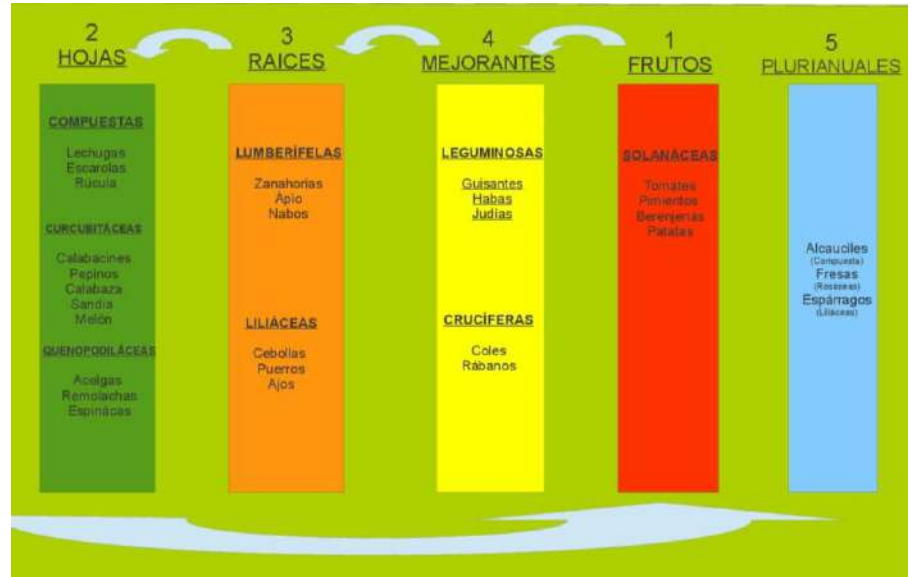 2
HOJAS
COMPUESTAS
Lechugas
Escarolas
Rúcula
CURCUBITÁCEAS
Calabacines
Pepinos
Calabaza
Sandía
Melón
QUENOPODILÁCEAS
Acelgas
Remolachas
Espinacas
3
RAICES
LUMBERÍFELAS
Zanahorias
Apio
Nabos
LILIÁCEAS
Cebollas
Puerros
Ajos
4
MEJORANTES
LEGUMINOSAS
Guisantes
Habas
Judías
CRUCÍFERAS
Coles
Rábanos
1
FRUTOS
SOLANÁCEAS
Tomates
Pimientos
Berenjenas
Patatas
5
PLURIANUALES
Alcauciles
(Compuesta)
Fresas
(Rosáseas)
Espárragos
(Liliáceas)